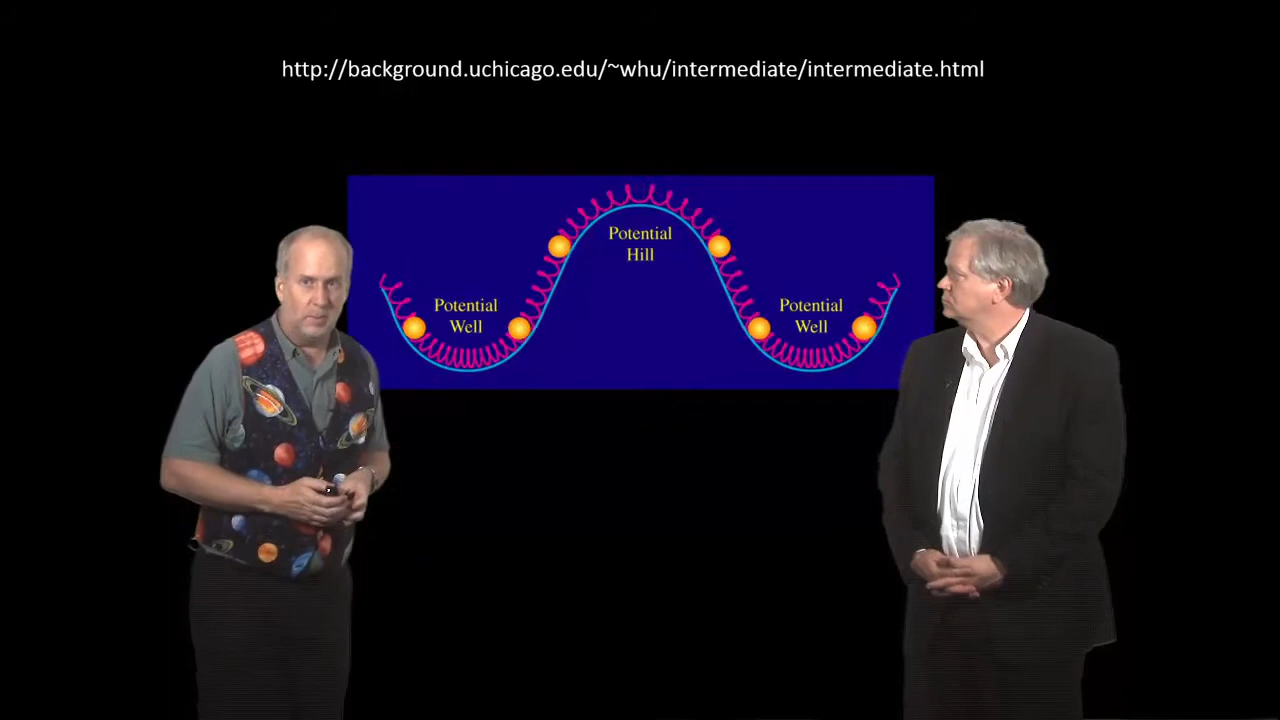 http://background.uchicago.edu/~whu/intermediate/intermediate.html
Potential
Hill
Potential
Well
Potential
Well